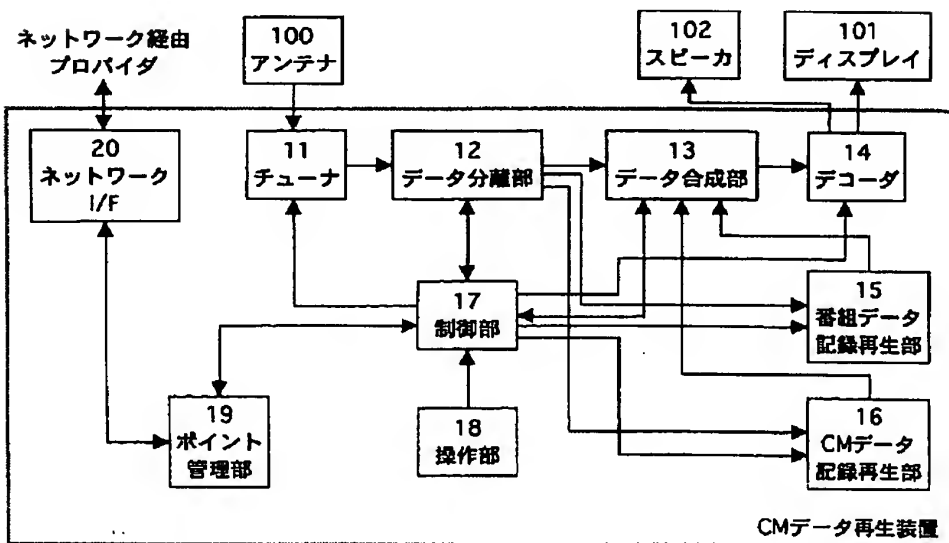 ネットワーク経由
プロバイダ
100
アンテナ
102
スピーカ
101
ディスプレイ
20
ネットワーク
I/F
11
チューナ
12
データ分離部
13
データ合成部
14
デコーダ
17
制御部
15
番組データ
記録再生部
19
ポイント
管理部
18
操作部
16
CMデータ
記録再生部
CMデータ再生装置